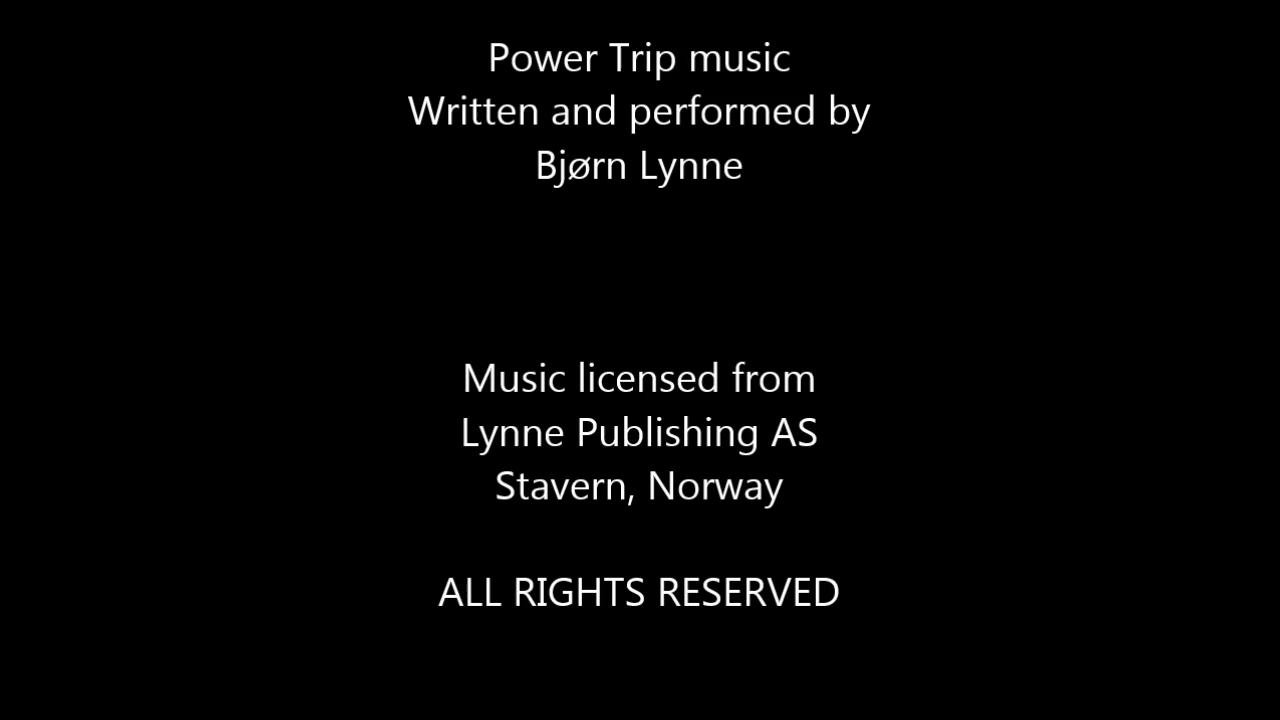 Power Trip music
Written and performed by
Bjørn Lynne
Music licensed from
Lynne Publishing AS
Stavern, Norway
ALL RIGHTS RESERVED